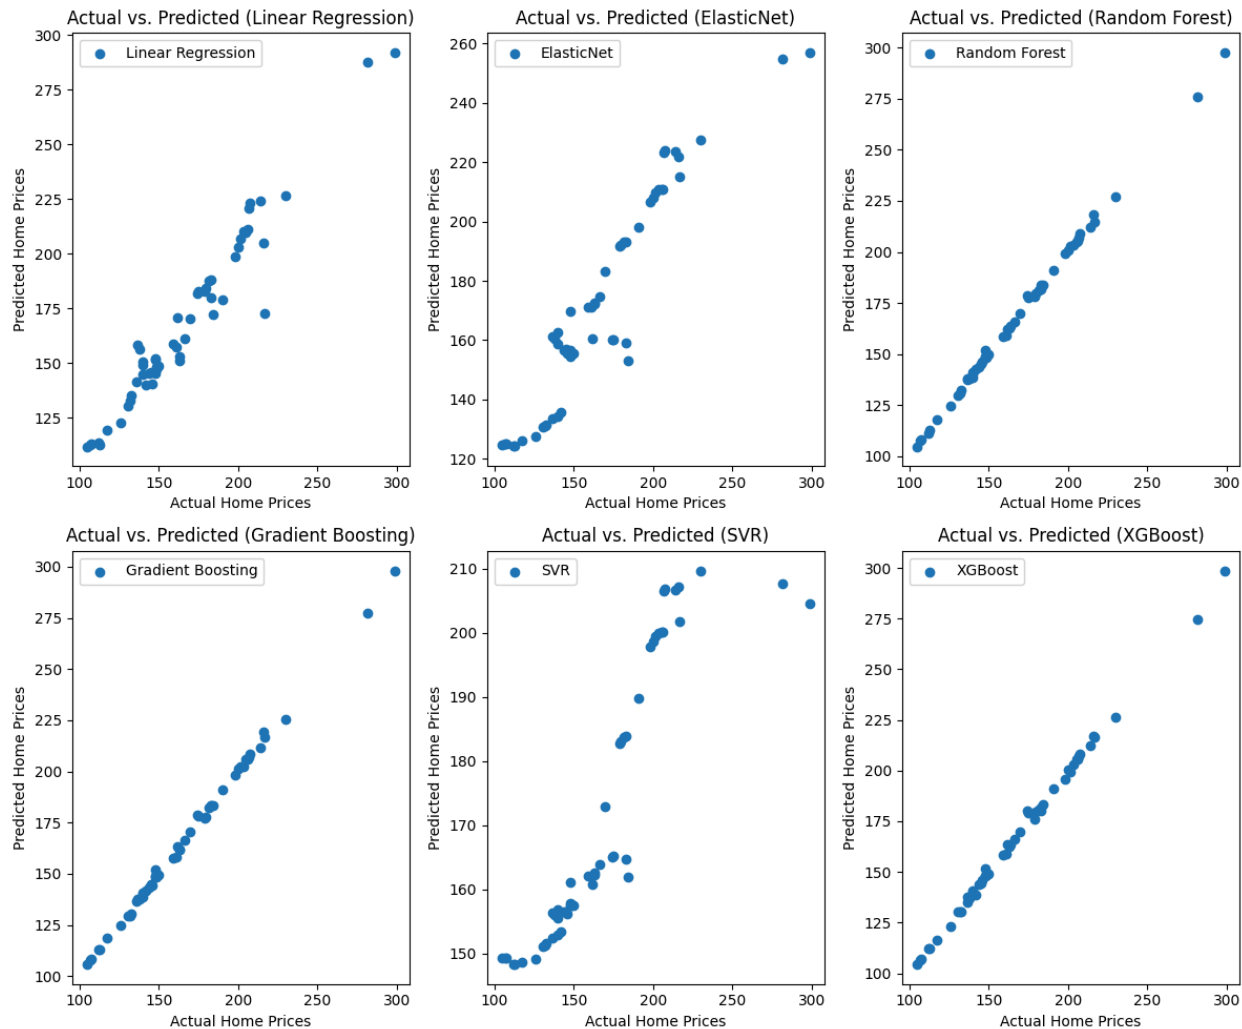 Actual vs. Predicted (Linear Regression)
300
275
250
225
200
175
150
125
100 150 200 250 300
Predicted Home Prices
Actual Home Prices
Linear Regression
Actual vs. Predicted (ElasticNet)
260
240
220
200
180
160
140
120
100 150 200 250 300
Predicted Home Prices
Actual Home Prices
ElasticNet
Actual vs. Predicted (Random Forest)
300
275
250
225
200
175
150
125
100
100 150 200 250 300
Predicted Home Prices
Actual Home Prices
Random Forest
Actual vs. Predicted (Gradient Boosting)
300
275
250
225
200
175
150
125
100
100 150 200 250 300
Predicted Home Prices
Actual Home Prices
Gradient Boosting
Actual vs. Predicted (SVR)
210
200
190
180
170
160
150
100 150 200 250 300
Predicted Home Prices
Actual Home Prices
SVR
Actual vs. Predicted (XGBoost)
300
275
250
225
200
175
150
125
100
100 150 200 250 300
Predicted Home Prices
Actual Home Prices
XGBoost